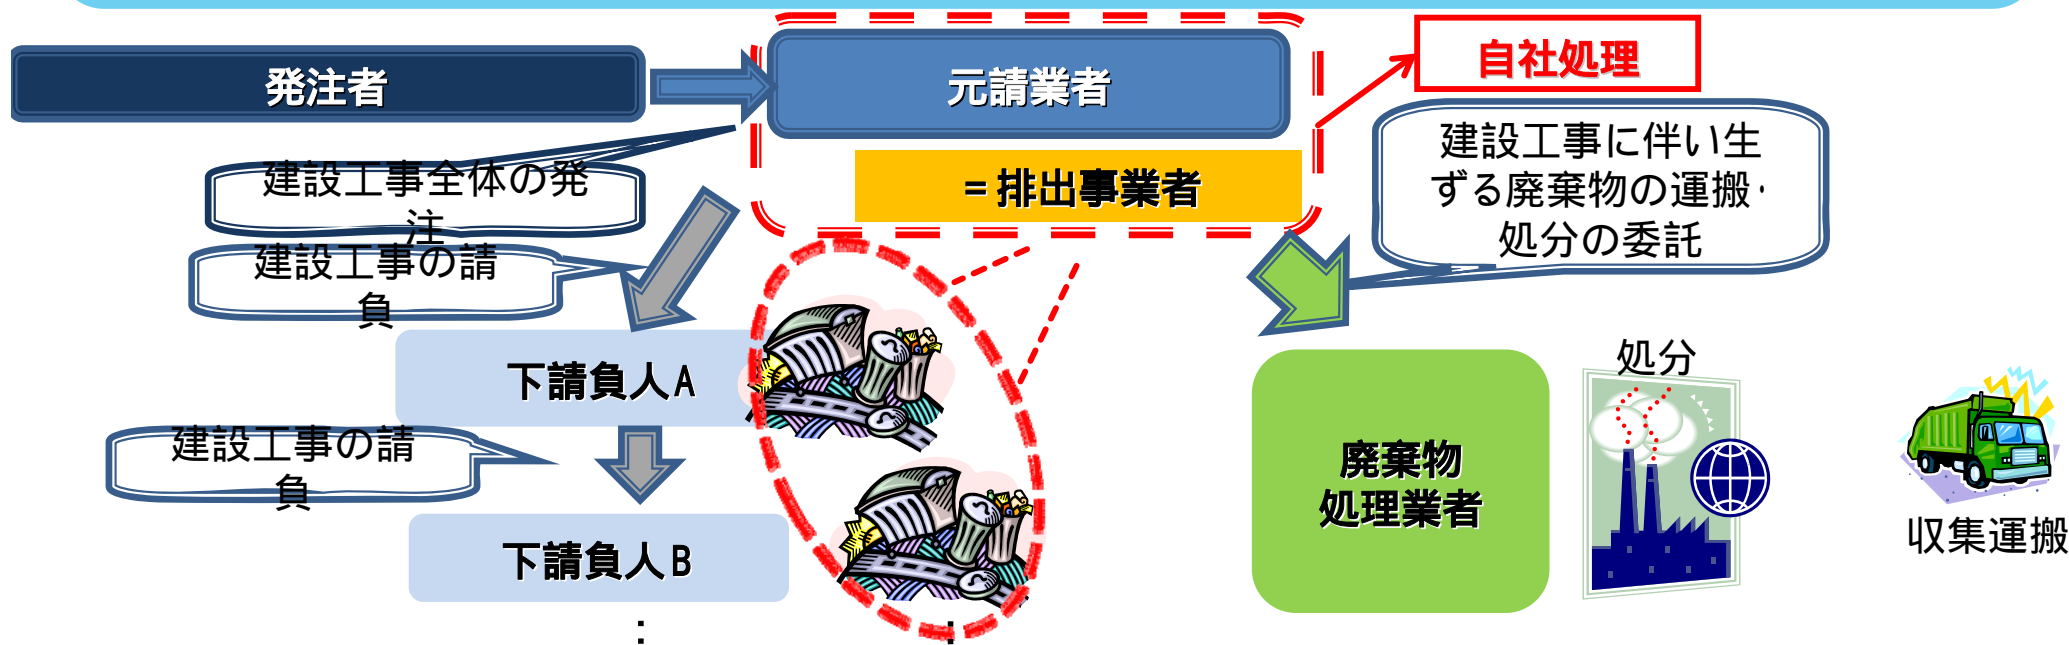 発注者
元請業者
自社処理
＝排出事業者
建設工事に伴い生
ずる廃棄物の運搬・
処分の委託
建設工事全体の発
注
建設工事の請
負
下請負人A
建設工事の請
負
下請負人B
：
：
廃棄物
処理業者
処分
収集運搬